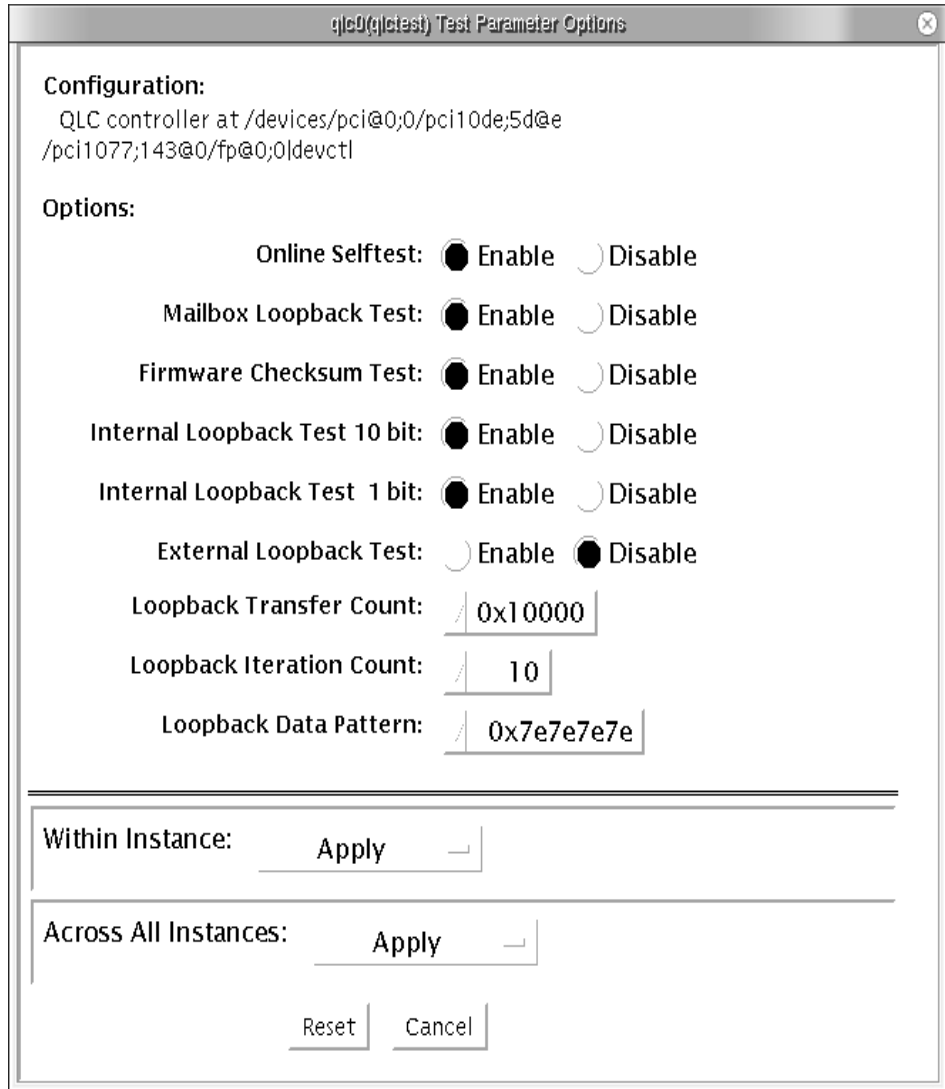 qlc0(qlctest) Test Parameter Options
Configuration:
QLC controller at /devices/pci@0;0/pci10de;5d@e
/pci1077;143@0/fp@0;0|devctl
Options:
Online Selftest: Enable Disable
Mailbox Loopback Test: Enable Disable
Firmware Checksum Test: Enable Disable
Internal Loopback Test 10 bit: Enable Disable
Internal Loopback Test 1 bit: Enable Disable
External Loopback Test: Enable Disable
Loopback Transfer Count: 0x10000
Loopback Iteration Count: 10
Loopback Data Pattern: 0x7e7e7e7e
Within Instance: Apply
Across All Instances: Apply
Reset Cancel